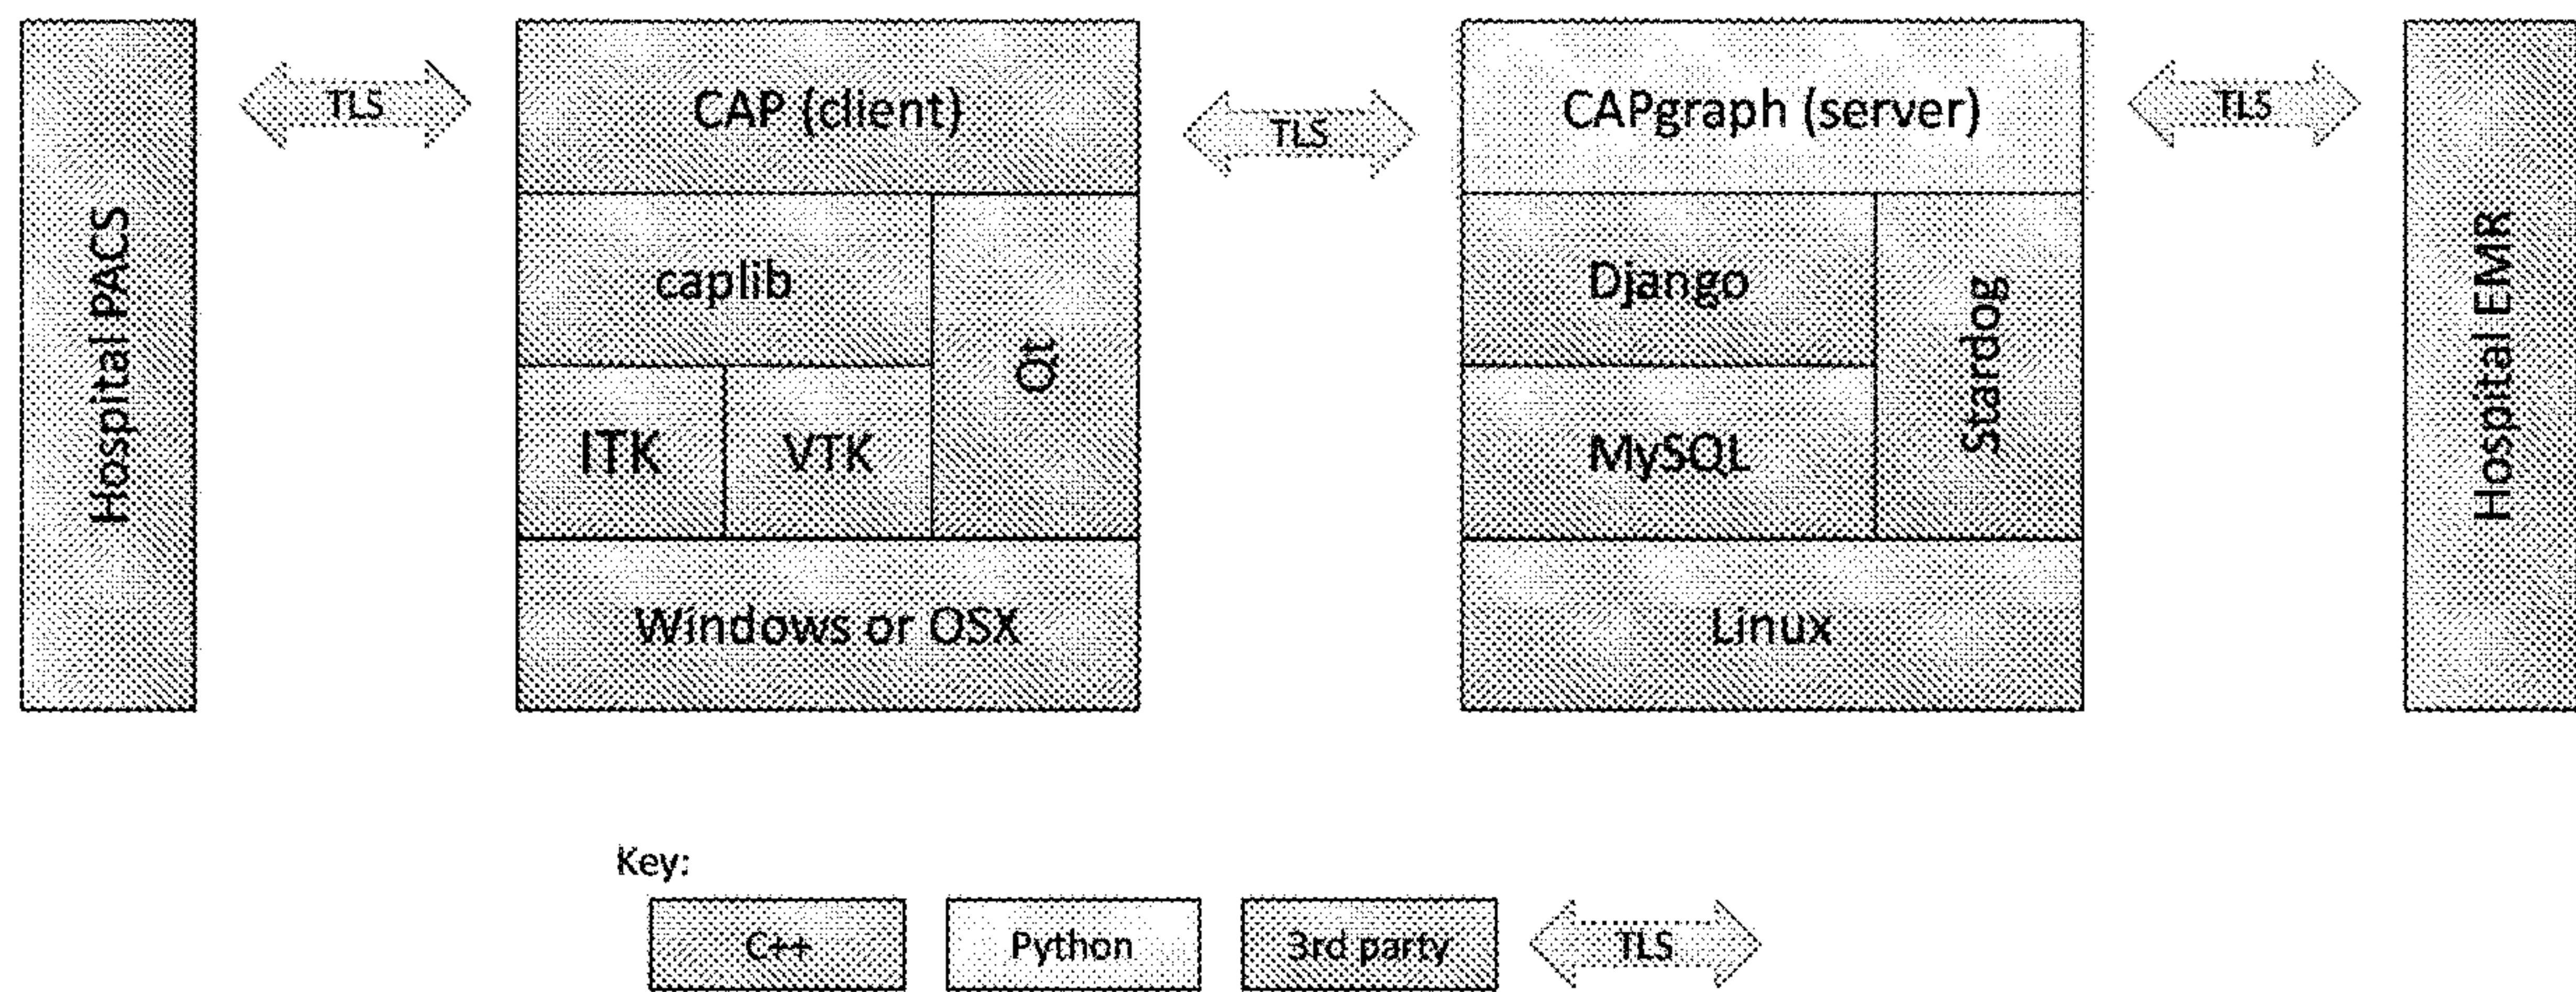 Hospital PACS
TLS
CAP (client)
TLS
CAPgraph (server)
TLS
Hospital EMR
caplib
Qt
Django
Stardog
ITK
VTK
MySQL
Windows or OSX
Linux
Key:
C++
Python
3rd party
TLS